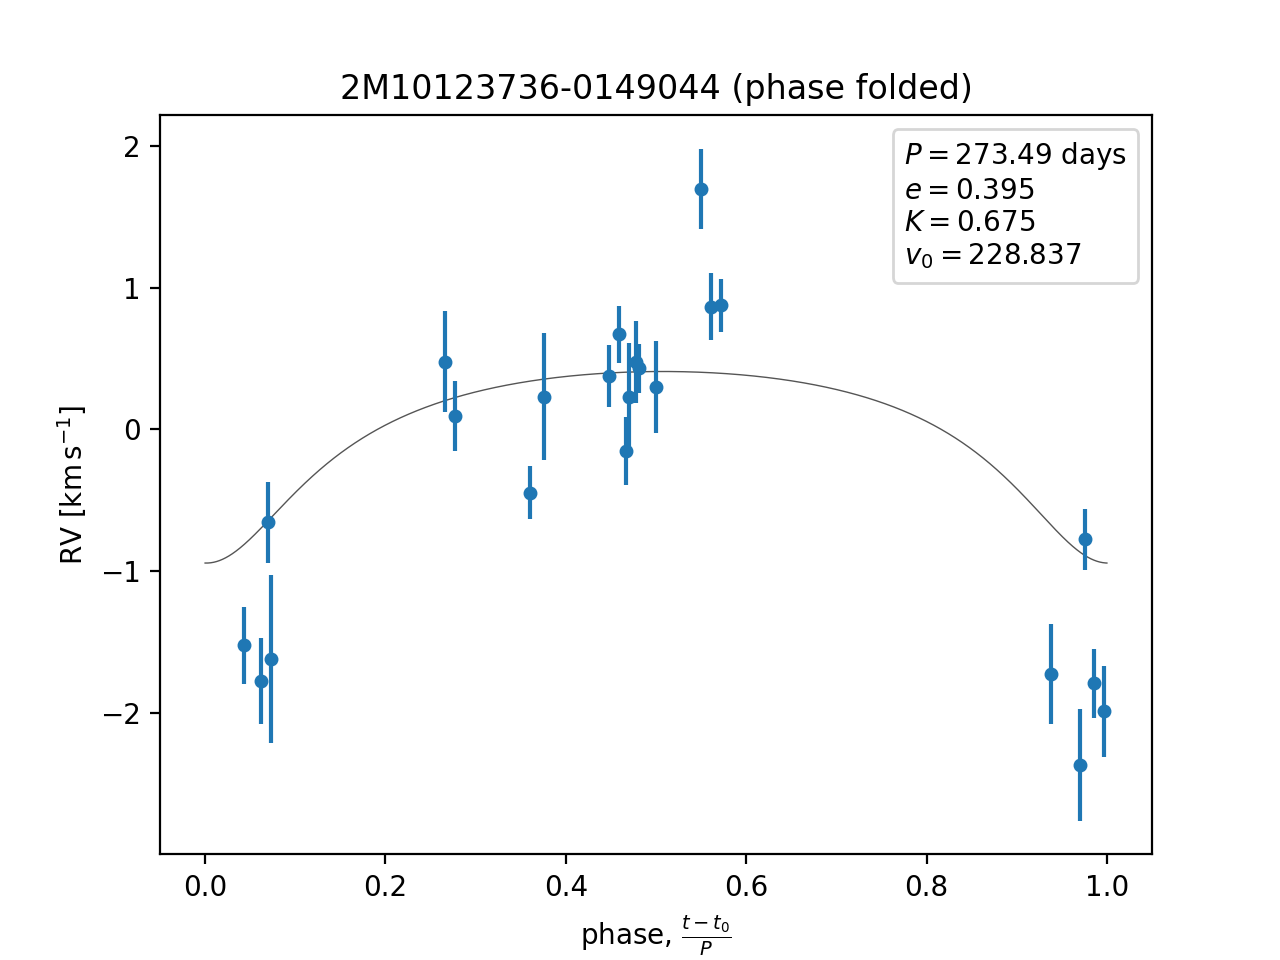 2M10123736-0149044 (phase folded)
P = 273.49 days
e = 0.395
K = 0.675
v₀ = 228.837
2
1
0
−1
−2
RV [km s⁻¹]
0.0 0.2 0.4 0.6 0.8 1.0
phase, (t − t₀)/P